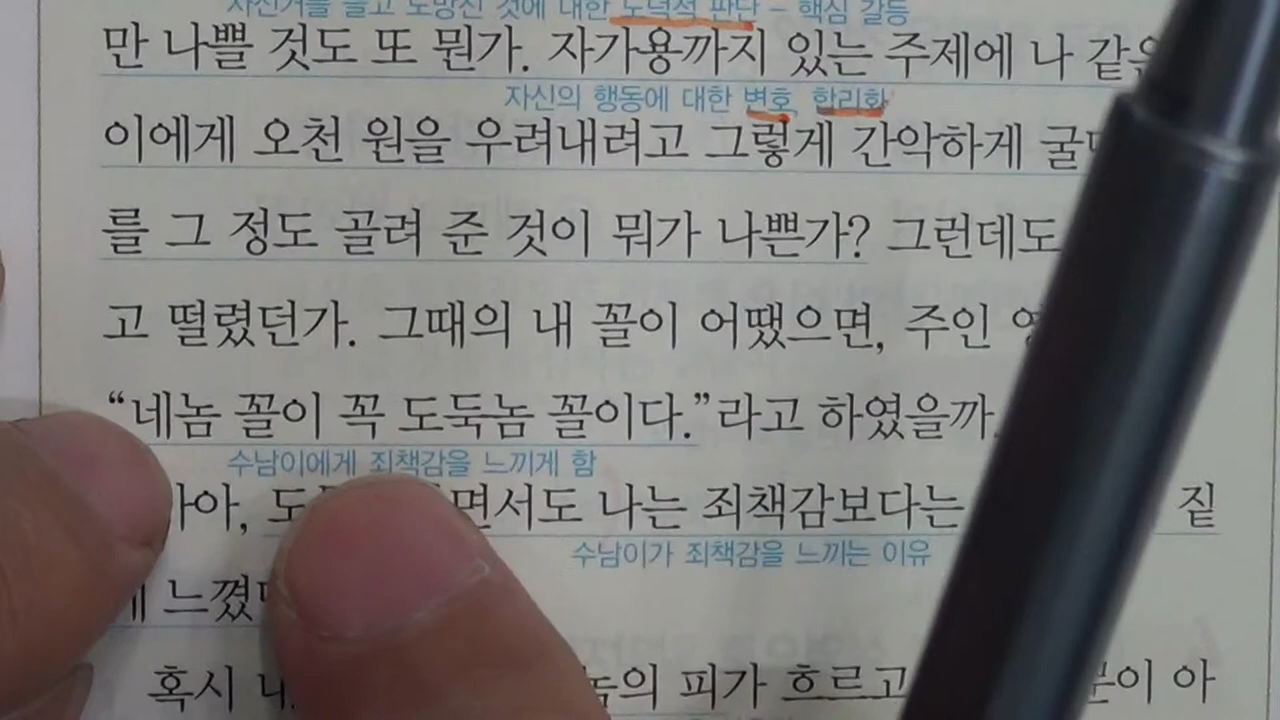 자전거를 들고 도망친 것에 대한 도덕적 판단 – 핵심 갈등
만 나쁠 것도 또 뭔가. 자가용까지 있는 주제에 나 같은
자신의 행동에 대한 변호, 합리화
이에게 오천 원을 우려내려고 그렇게 간악하게 굴던
를 그 정도 골려 준 것이 뭐가 나쁜가? 그런데도
고 떨렸던가. 그때의 내 꼴이 어땠으면, 주인
“네놈 꼴이 꼭 도둑놈 꼴이다.”라고 하였을까.
수남이에게 죄책감을 느끼게 함
면서도 나는 죄책감보다는 짙
수남이가 죄책감을 느끼는 이유
게 느꼈
혹시 피가 흐르고 아